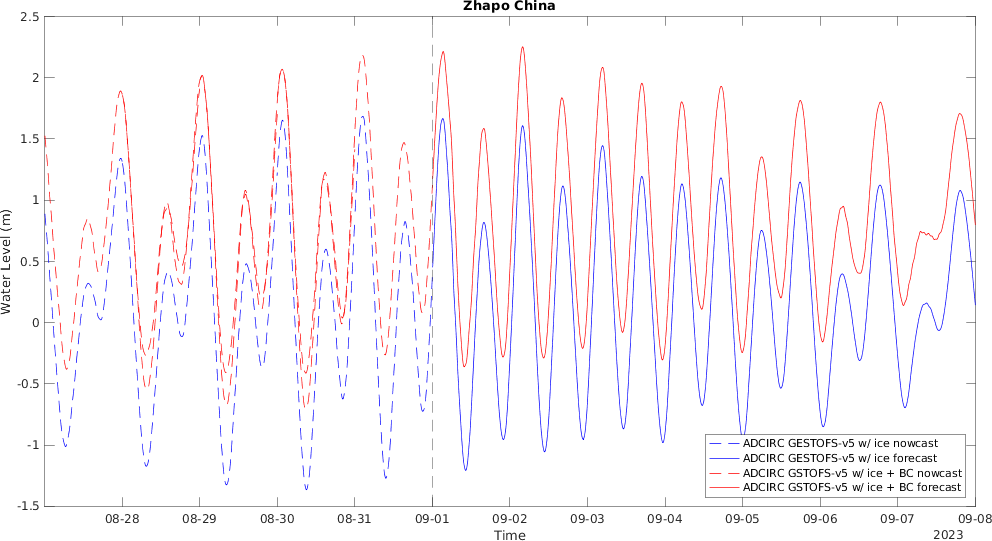 Zhapo China
2.5
2
1.5
1
0.5
0
-0.5
-1
-1.5
Water Level (m)
08-28 08-29 08-30 08-31 09-01 09-02 09-03 09-04 09-05 09-06 09-07 09-08
Time
2023
ADCIRC GESTOFS-v5 w/ ice nowcast
ADCIRC GESTOFS-v5 w/ ice forecast
ADCIRC GSTOFS-v5 w/ ice + BC nowcast
ADCIRC GSTOFS-v5 w/ ice + BC forecast